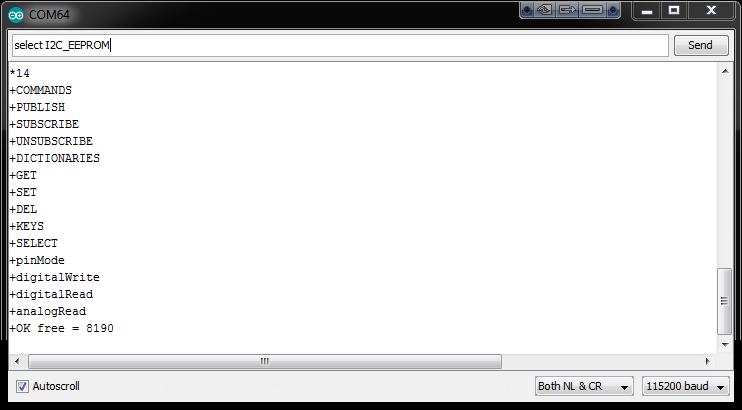 COM64
select I2C_EEPROM
Send
*14
+COMMANDS
+PUBLISH
+SUBSCRIBE
+UNSUBSCRIBE
+DICTIONARIES
+GET
+SET
+DEL
+KEYS
+SELECT
+pinMode
+digitalWrite
+digitalRead
+analogRead
+OK free = 8190
Autoscroll
Both NL & CR
115200 baud